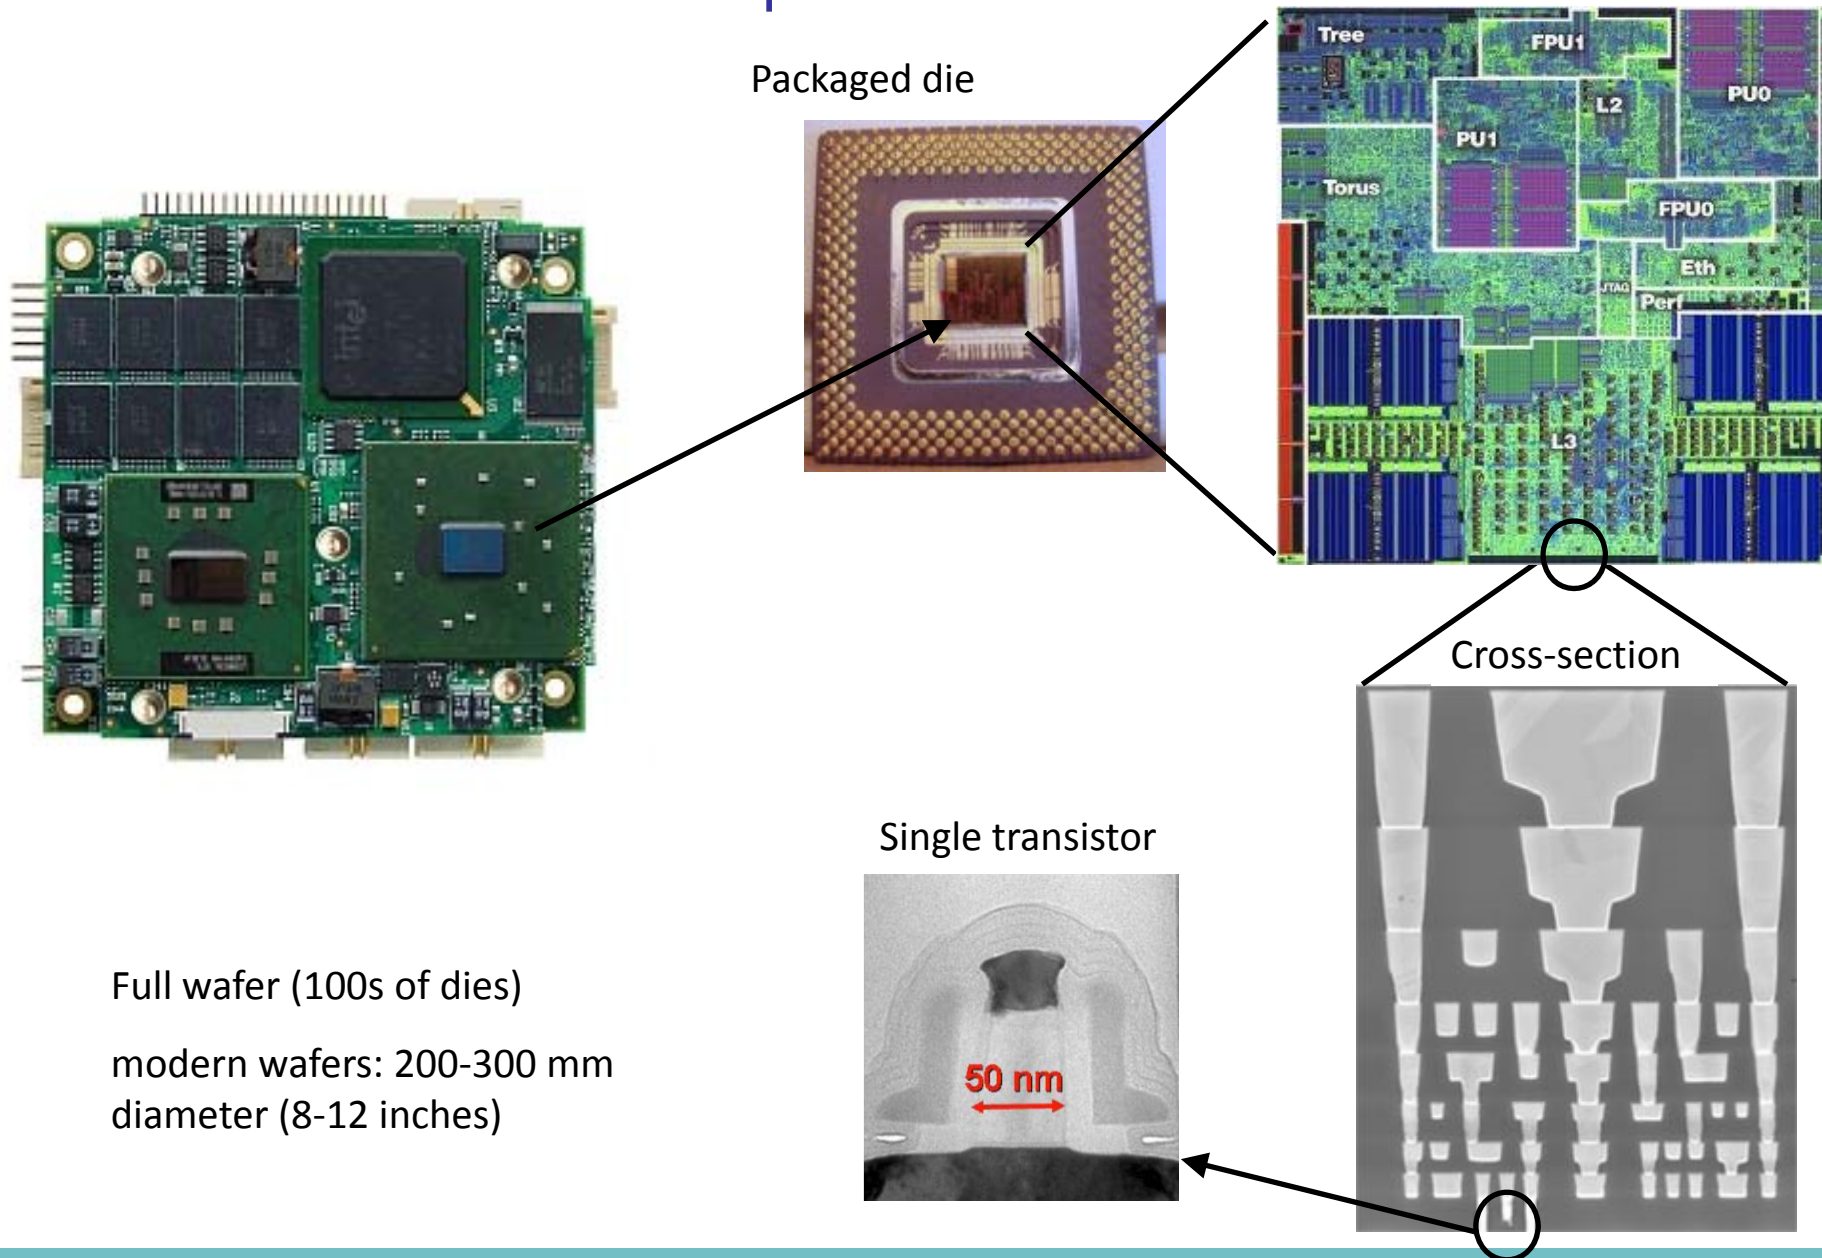 Packaged die
Tree
FPU1
PU0
L2
PU1
Torus
FPU0
Eth
JTAG
Perf
L3
intel
Cross-section
Single transistor
50 nm
Full wafer (100s of dies)
modern wafers: 200-300 mm
diameter (8-12 inches)